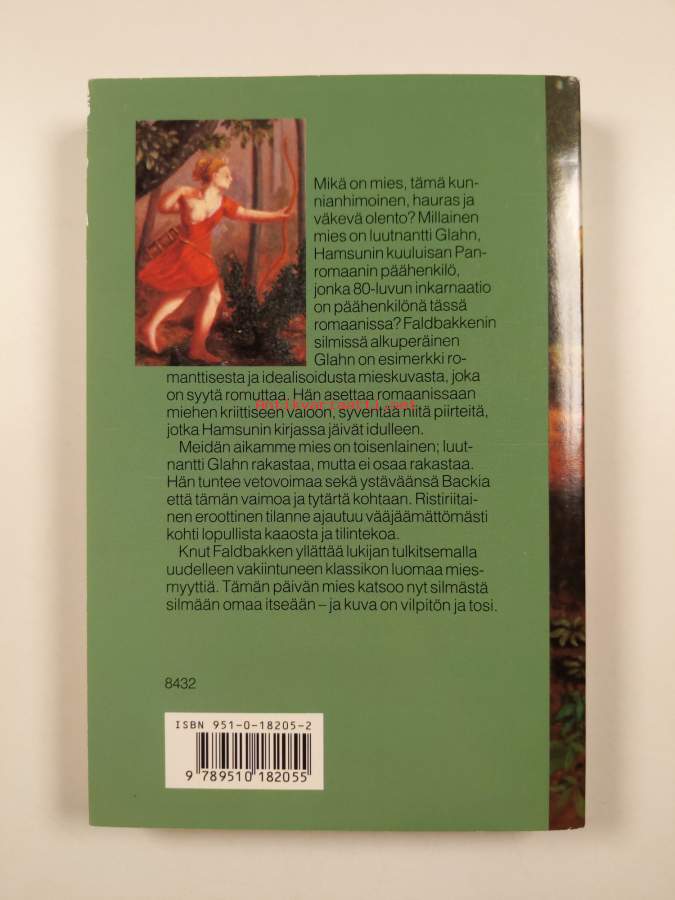 Mikä on mies, tämä kun-
nianhimoinen, hauras ja
väkevä olento? Millainen
mies on luutnantti Glahn,
Hamsunin kuuluisan Pan-
romaanin päähenkilö,
jonka 80-luvun inkarnaatio
on päähenkilönä tässä
romaanissa? Faldbakkenin
silmissä alkuperäinen
Glahn on esimerkki ro-
manttisesta ja idealisoidusta mieskuvasta, joka
on syytä romuttaa. Hän asettaa romaanissaan
antikvariaatti.net
miehen kriittiseen valoon, syventää niitä piirteitä,
jotka Hamsunin kirjassa jäivät idulleen.
Meidän aikamme mies on toisenlainen; luut-
nantti Glahn rakastaa, mutta ei osaa rakastaa.
Hän tuntee vetovoimaa sekä ystäväänsä Backia
että tämän vaimoa ja tytärtä kohtaan. Ristiriitai-
nen eroottinen tilanne ajautuu vääjäämättömästi
kohti lopullista kaaosta ja tilintekoa.
Knut Faldbakken yllättää lukijan tulkitsemalla
uudelleen vakiintuneen klassikon luomaa mies-
myyttiä. Tämän päivän mies katsoo nyt silmästä
silmään omaa itseään – ja kuva on vilpitön ja tosi.
8432
ISBN 951-0-18205-2
9 789510 182055